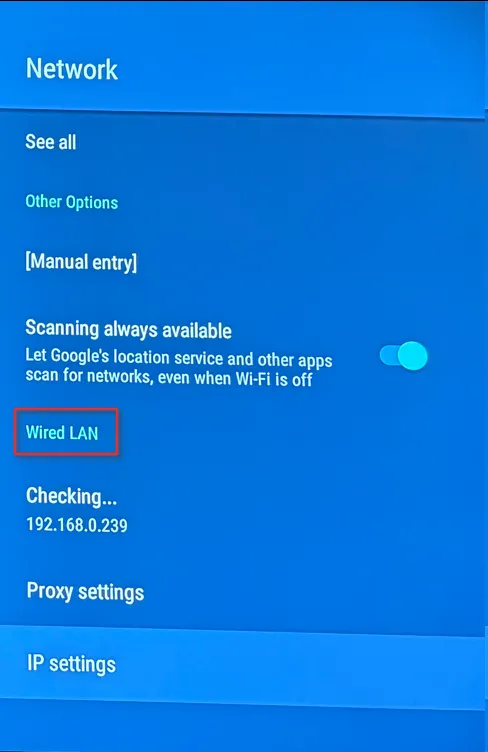 Network
See all
Other Options
[Manual entry]
Scanning always available
Let Google's location service and other apps
scan for networks, even when Wi-Fi is off
Wired LAN
Checking...
192.168.0.239
Proxy settings
IP settings